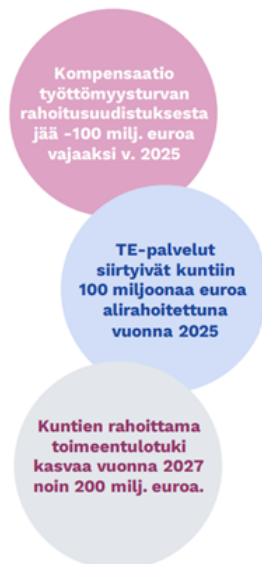 Kompensaatio
työttömyysturvan
rahoitusuudistuksesta
jää -100 milj. euroa
vajaaksi v. 2025
TE-palvelut
siirtyivät kuntiin
100 miljoonaa euroa
alirahoitettuna
vuonna 2025
Kuntien rahoittama
toimeentulotuki
kasvaa vuonna 2027
noin 200 milj. euroa.